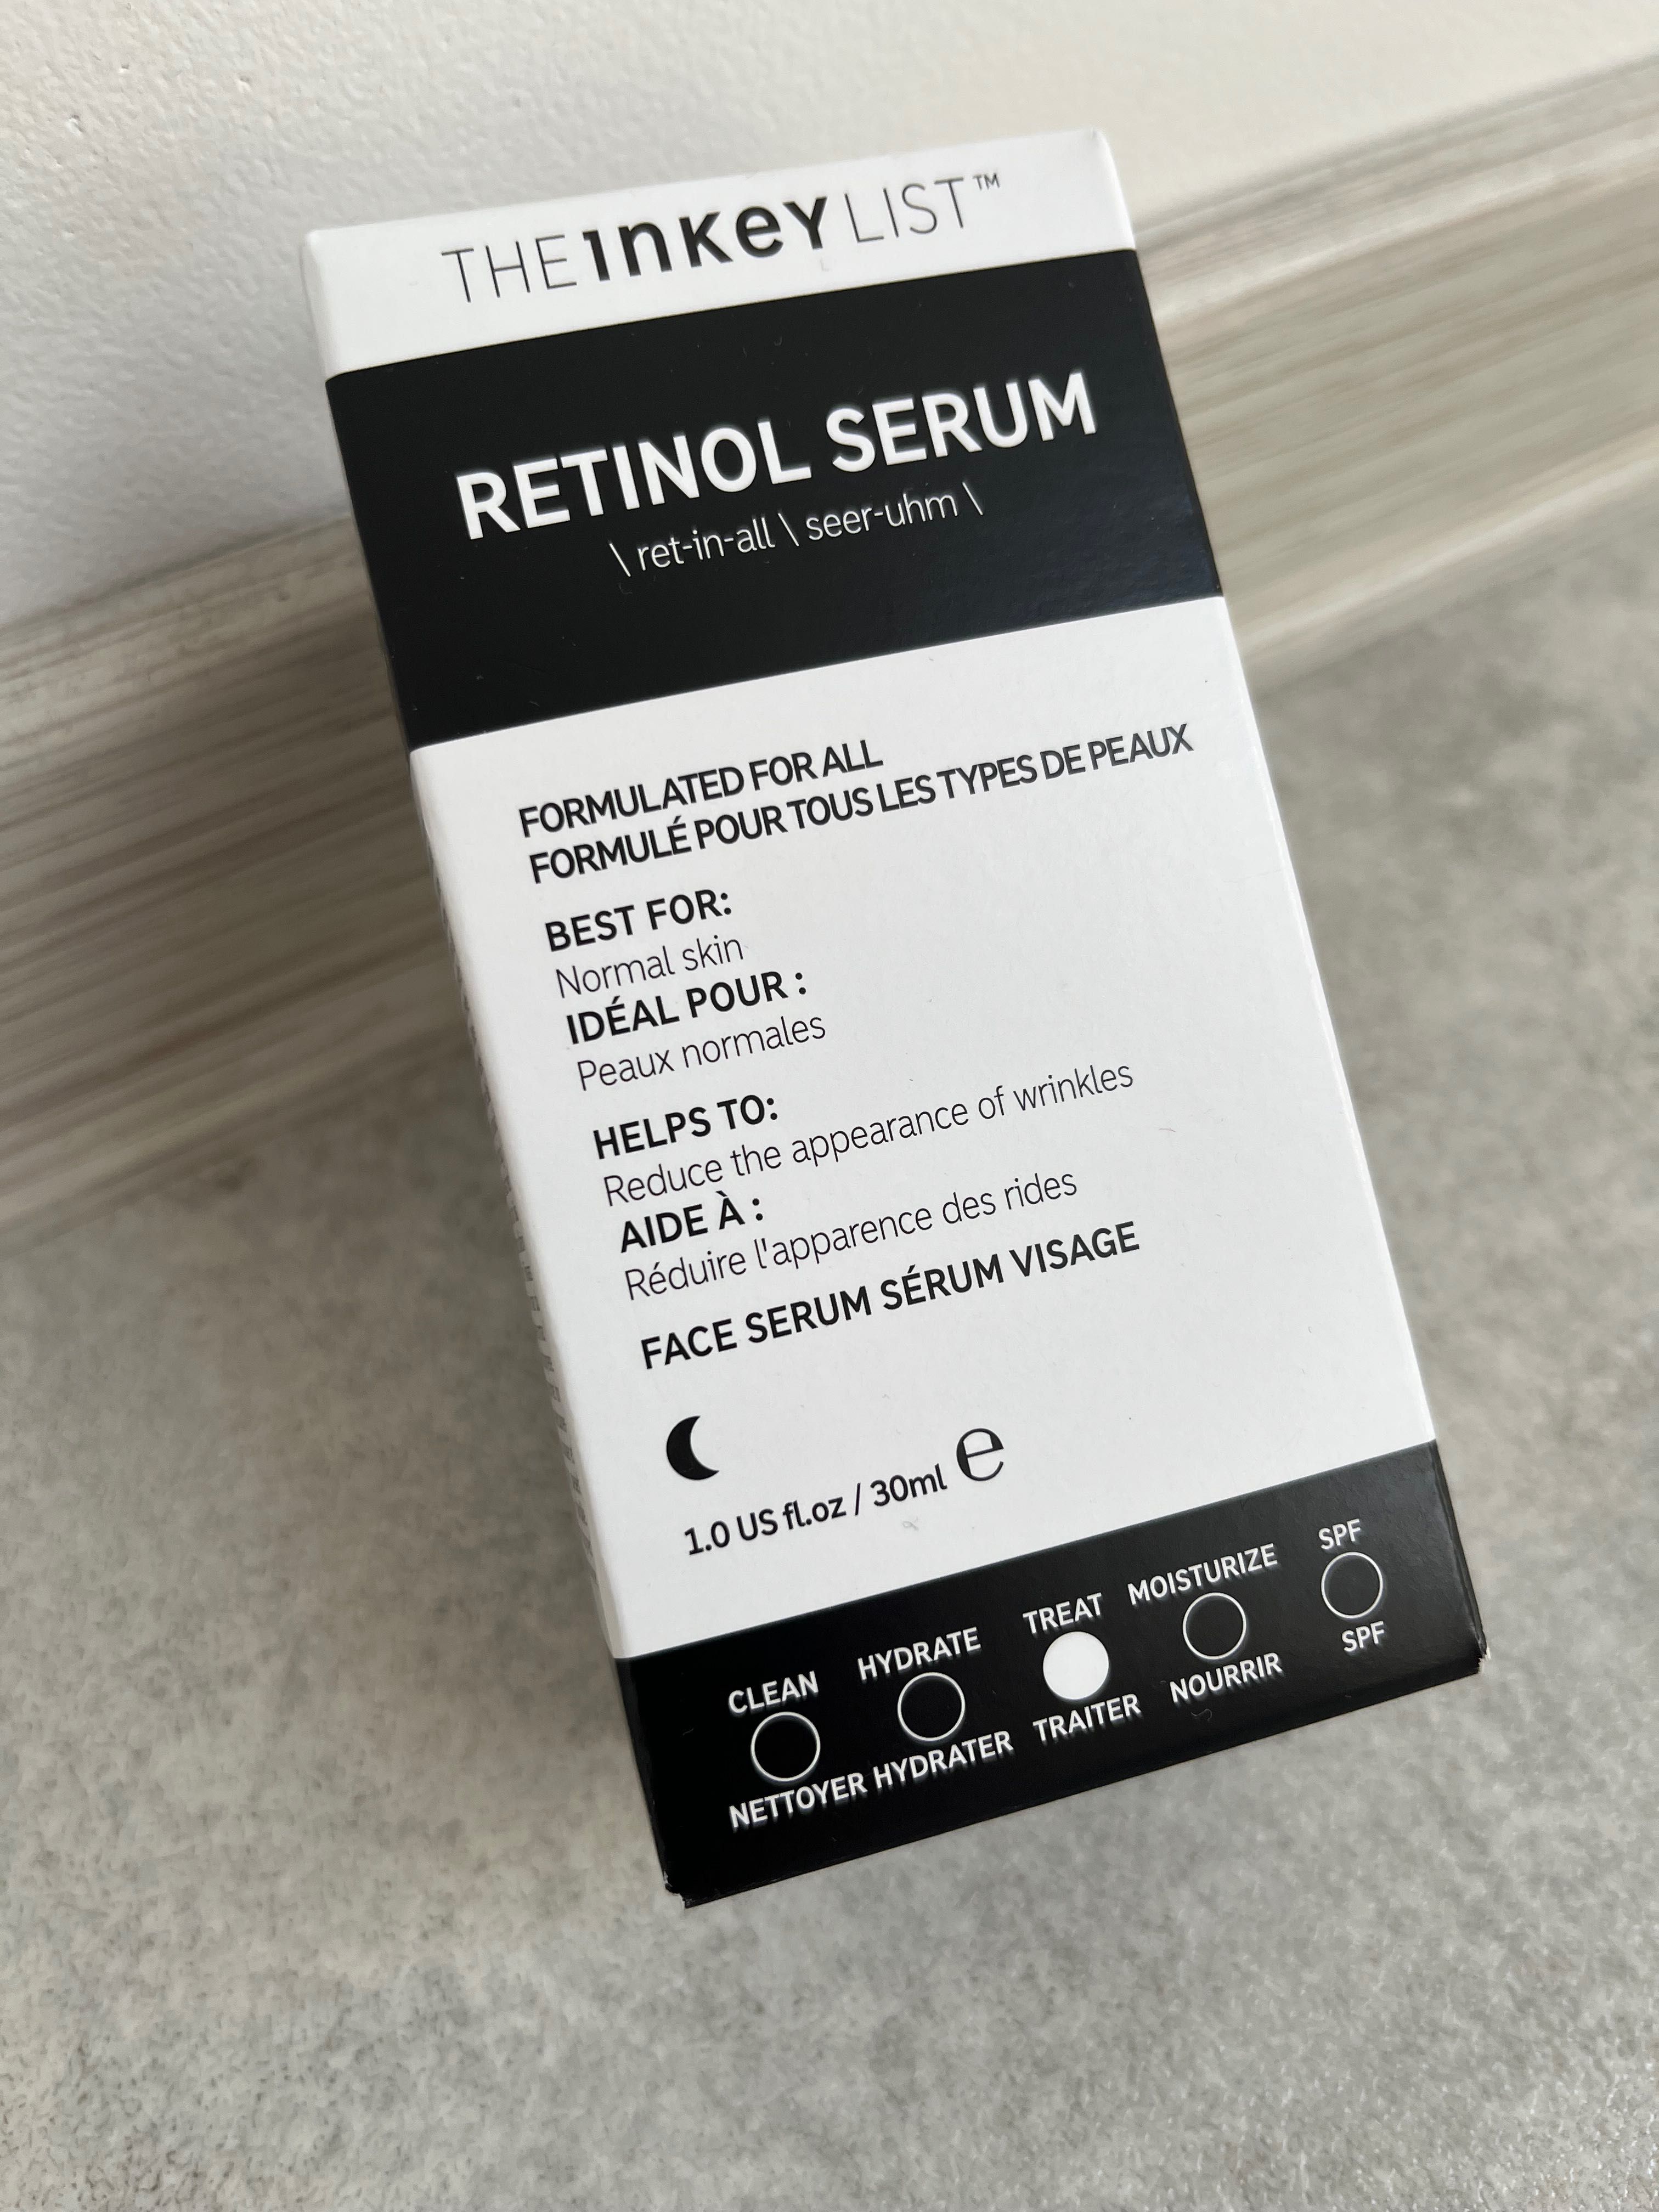 THE INKEY LIST™
RETINOL SERUM
\ ret-in-all \ seer-uhm \
FORMULATED FOR ALL
FORMULÉ POUR TOUS LES TYPES DE PEAUX
BEST FOR:
Normal skin
IDÉAL POUR :
Peaux normales
HELPS TO:
Reduce the appearance of wrinkles
AIDE À :
Réduire l'apparence des rides
FACE SERUM SÉRUM VISAGE
1.0 US fl.oz / 30ml ℮
CLEAN HYDRATE TREAT MOISTURIZE SPF
NETTOYER HYDRATER TRAITER NOURRIR SPF